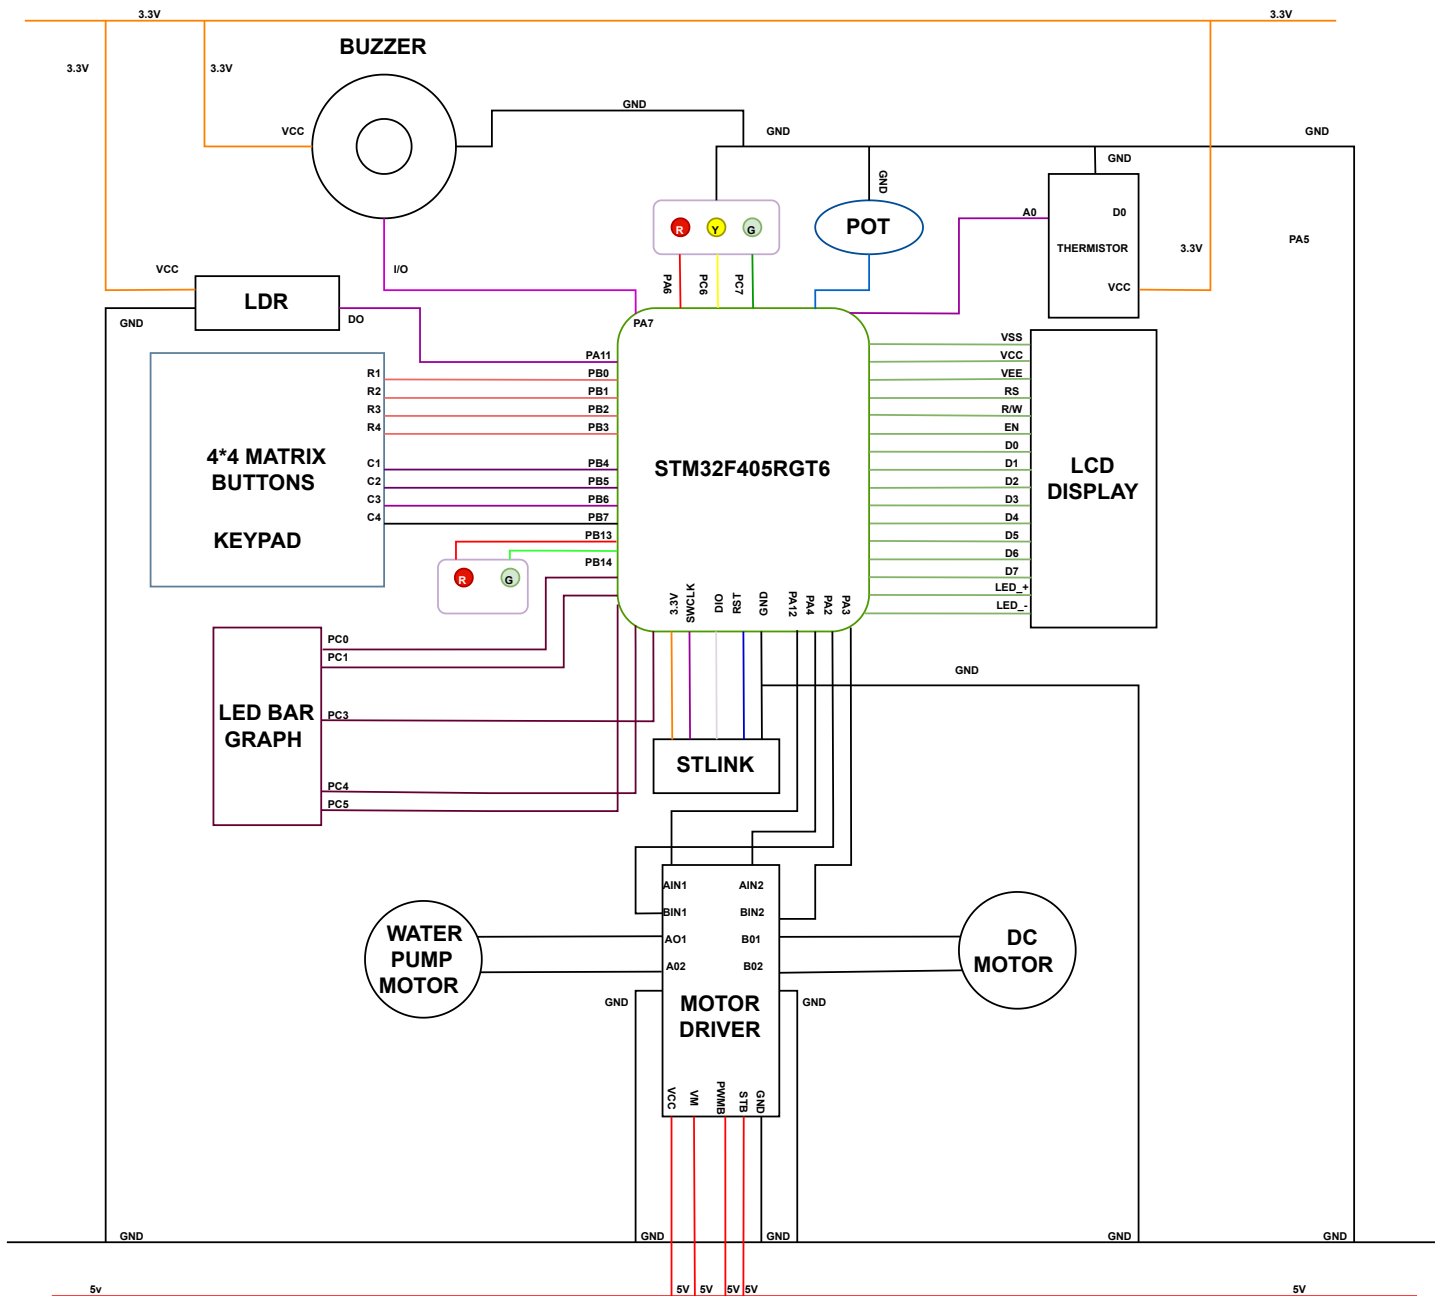 3.3V
3.3V
BUZZER
3.3V
3.3V
GND
VCC
GND
GND
GND
GND
R
Y
G
POT
A0
D0
THERMISTOR
3.3V
VCC
PA5
PA6
PC6
PC7
VCC
I/O
LDR
GND
DO
PA7
PA11
R1
PB0
R2
PB1
R3
PB2
R4
PB3
C1
PB4
C2
PB5
C3
PB6
C4
PB7
PB13
PB14
4*4 MATRIX
BUTTONS
KEYPAD
R
G
STM32F405RGT6
VSS
VCC
VEE
RS
R/W
EN
D0
D1
D2
D3
D4
D5
D6
D7
LED_+
LED_-
LCD
DISPLAY
3.3V
SWCLK
DIO
RST
GND
PA12
PA4
PA2
PA3
PC0
PC1
PC3
PC4
PC5
LED BAR
GRAPH
GND
STLINK
AIN1
AIN2
BIN1
BIN2
AO1
B01
A02
B02
WATER
PUMP
MOTOR
DC
MOTOR
GND
MOTOR
DRIVER
GND
VCC
VM
PWMB
STB
GND
GND
GND
GND
GND
GND
5v
5V
5V
5V
5V
5V